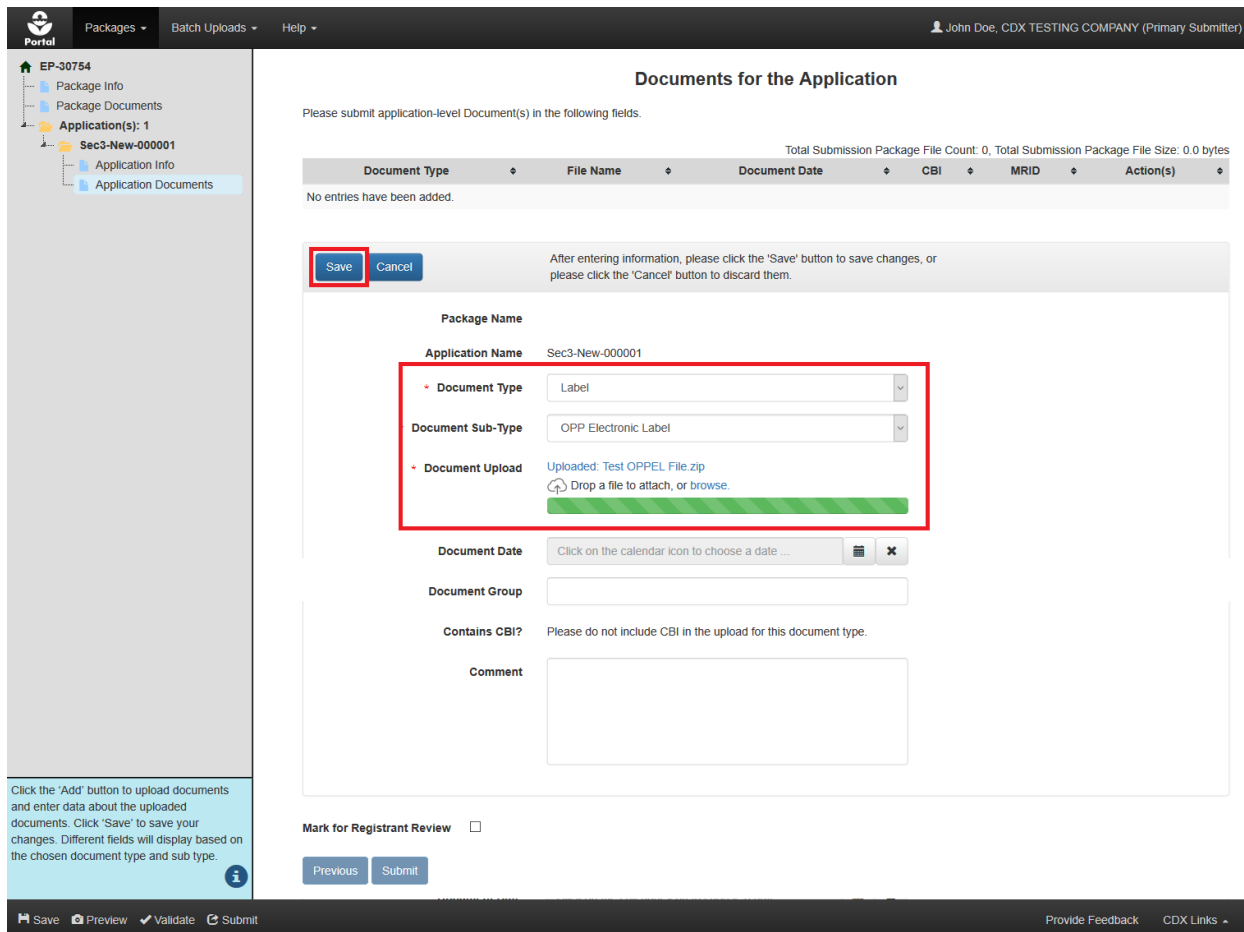 Portal
Packages
Batch Uploads
Help
John Doe, CDX TESTING COMPANY (Primary Submitter)
EP-30754
Package Info
Package Documents
Application(s): 1
Sec3-New-000001
Application Info
Application Documents
Documents for the Application
Please submit application-level Document(s) in the following fields.
Total Submission Package File Count: 0, Total Submission Package File Size: 0.0 bytes
Document Type File Name Document Date CBI MRID Action(s)
No entries have been added.
Save Cancel
After entering information, please click the 'Save' button to save changes, or
please click the 'Cancel' button to discard them.
Package Name
Application Name Sec3-New-000001
* Document Type Label
Document Sub-Type OPP Electronic Label
* Document Upload Uploaded: Test OPPEL File.zip
Drop a file to attach, or browse.
Document Date Click on the calendar icon to choose a date ...
Document Group
Contains CBI? Please do not include CBI in the upload for this document type.
Comment
Mark for Registrant Review
Previous Submit
Click the 'Add' button to upload documents
and enter data about the uploaded
documents. Click 'Save' to save your
changes. Different fields will display based on
the chosen document type and sub type.
Save Preview Validate Submit
Provide Feedback CDX Links